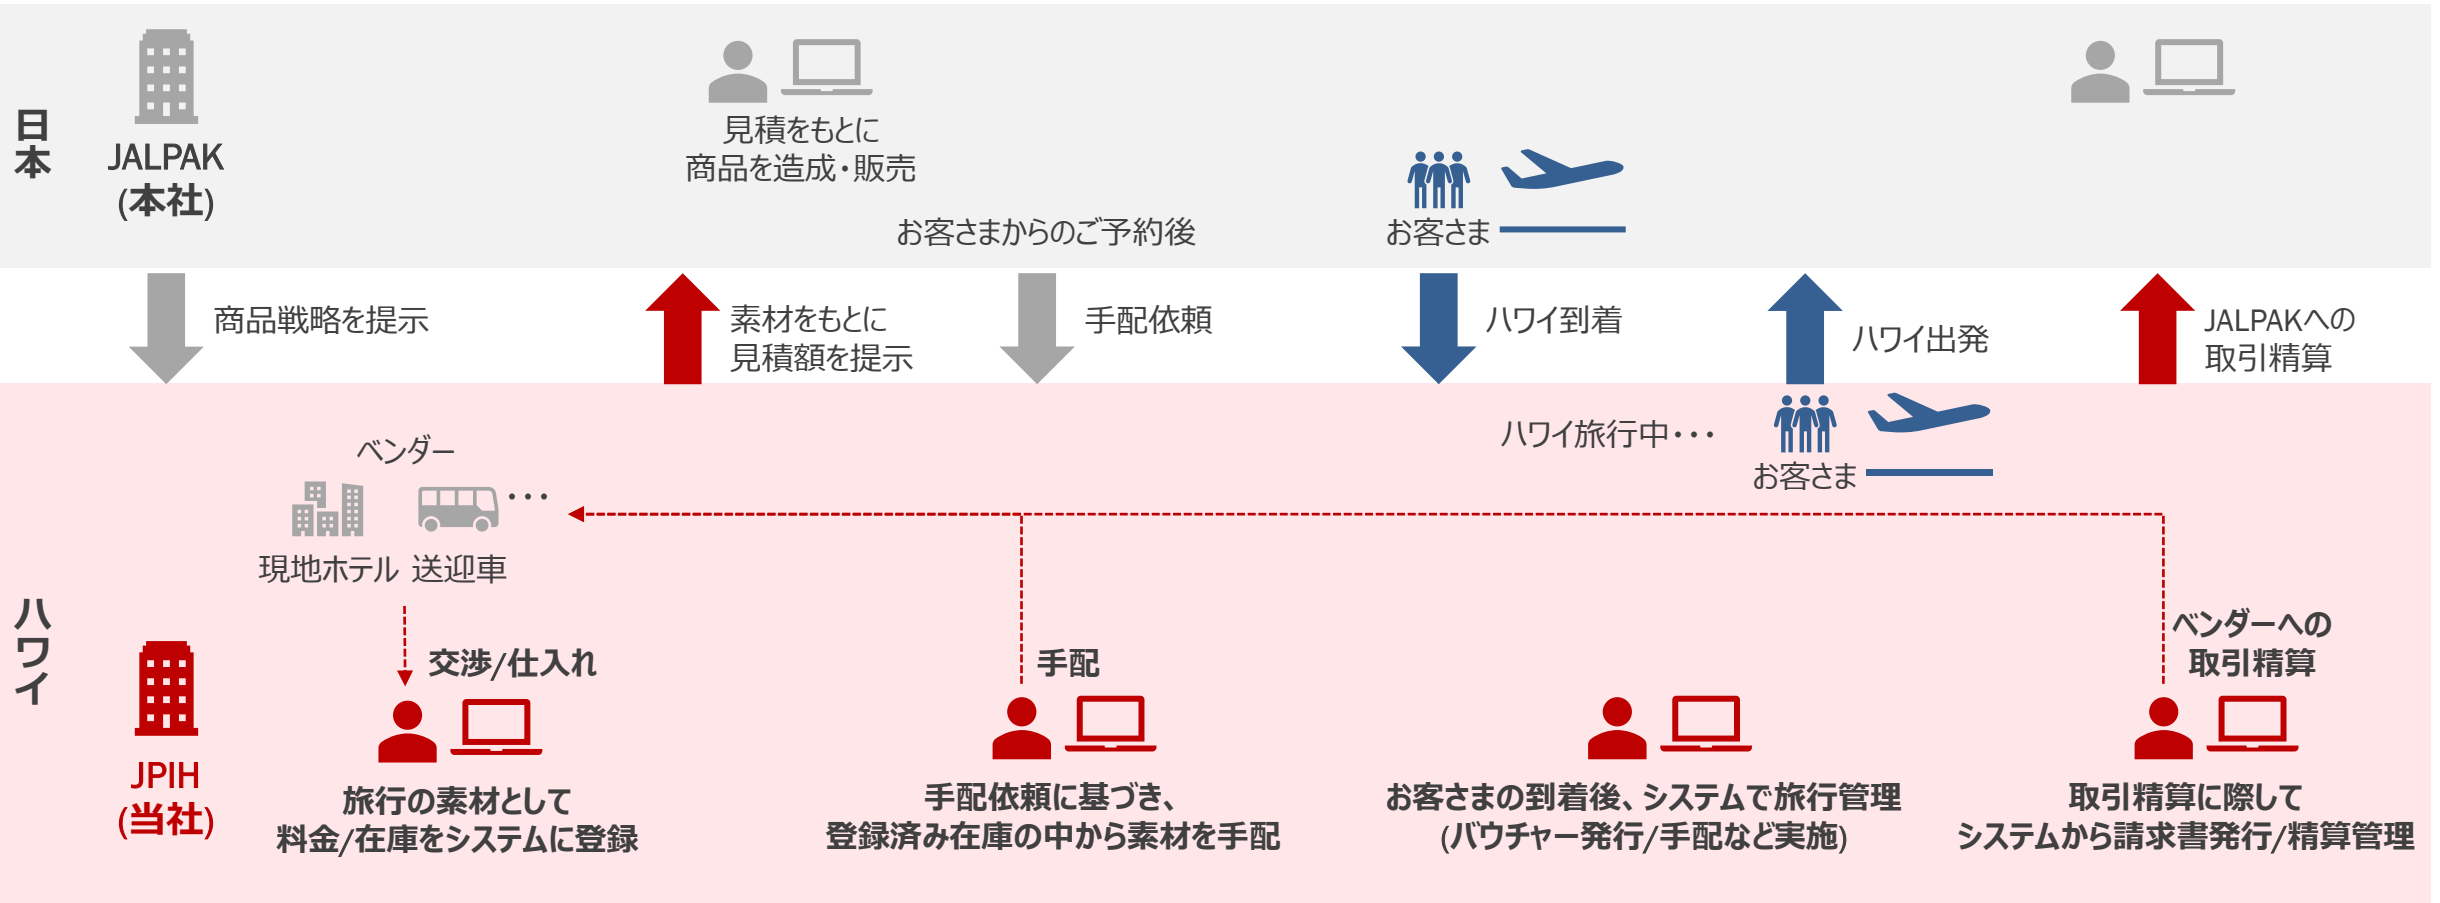 日本
JALPAK
(本社)
見積をもとに
商品を造成・販売
お客さまからのご予約後
お客さま
商品戦略を提示
素材をもとに
見積額を提示
手配依頼
ハワイ到着
ハワイ出発
JALPAKへの
取引精算
ハワイ
ベンダー
・・・
現地ホテル 送迎車
ハワイ旅行中・・・
お客さま
交渉/仕入れ
手配
ベンダーへの
取引精算
JPIH
(当社)
旅行の素材として
料金/在庫をシステムに登録
手配依頼に基づき、
登録済み在庫の中から素材を手配
お客さまの到着後、システムで旅行管理
(バウチャー発行/手配など実施)
取引精算に際して
システムから請求書発行/精算管理